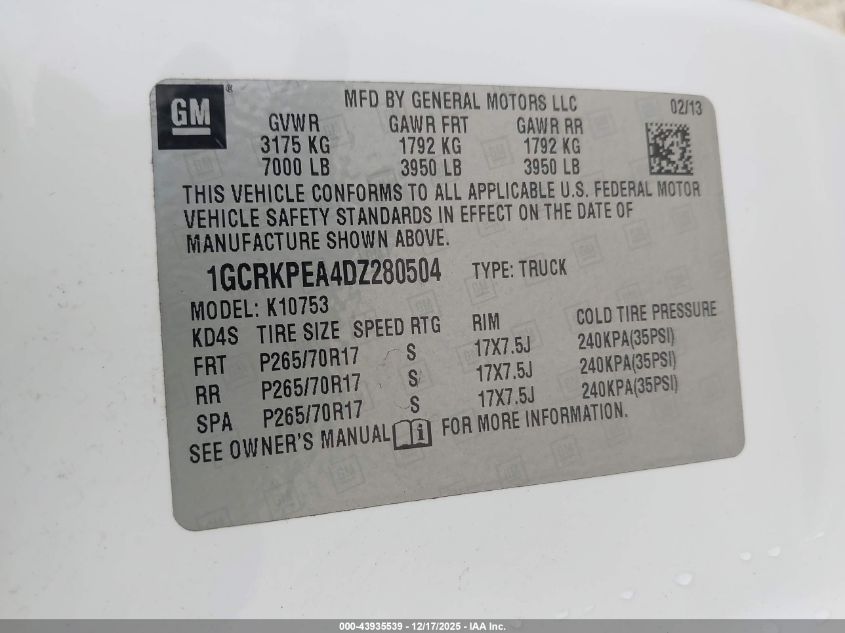 GM®
MFD BY GENERAL MOTORS LLC 02/13
GVWR GAWR FRT GAWR RR
3175 KG 1792 KG 1792 KG
7000 LB 3950 LB 3950 LB
THIS VEHICLE CONFORMS TO ALL APPLICABLE U.S. FEDERAL MOTOR
VEHICLE SAFETY STANDARDS IN EFFECT ON THE DATE OF
MANUFACTURE SHOWN ABOVE.
1GCRKPEA4DZ280504 TYPE: TRUCK
MODEL: K10753
KD4S TIRE SIZE SPEED RTG RIM COLD TIRE PRESSURE
FRT P265/70R17 S 17X7.5J 240KPA(35PSI)
RR P265/70R17 S 17X7.5J 240KPA(35PSI)
SPA P265/70R17 S 17X7.5J 240KPA(35PSI)
SEE OWNER'S MANUAL i FOR MORE INFORMATION.
000-43935539 - 12/17/2025 - IAA Inc.